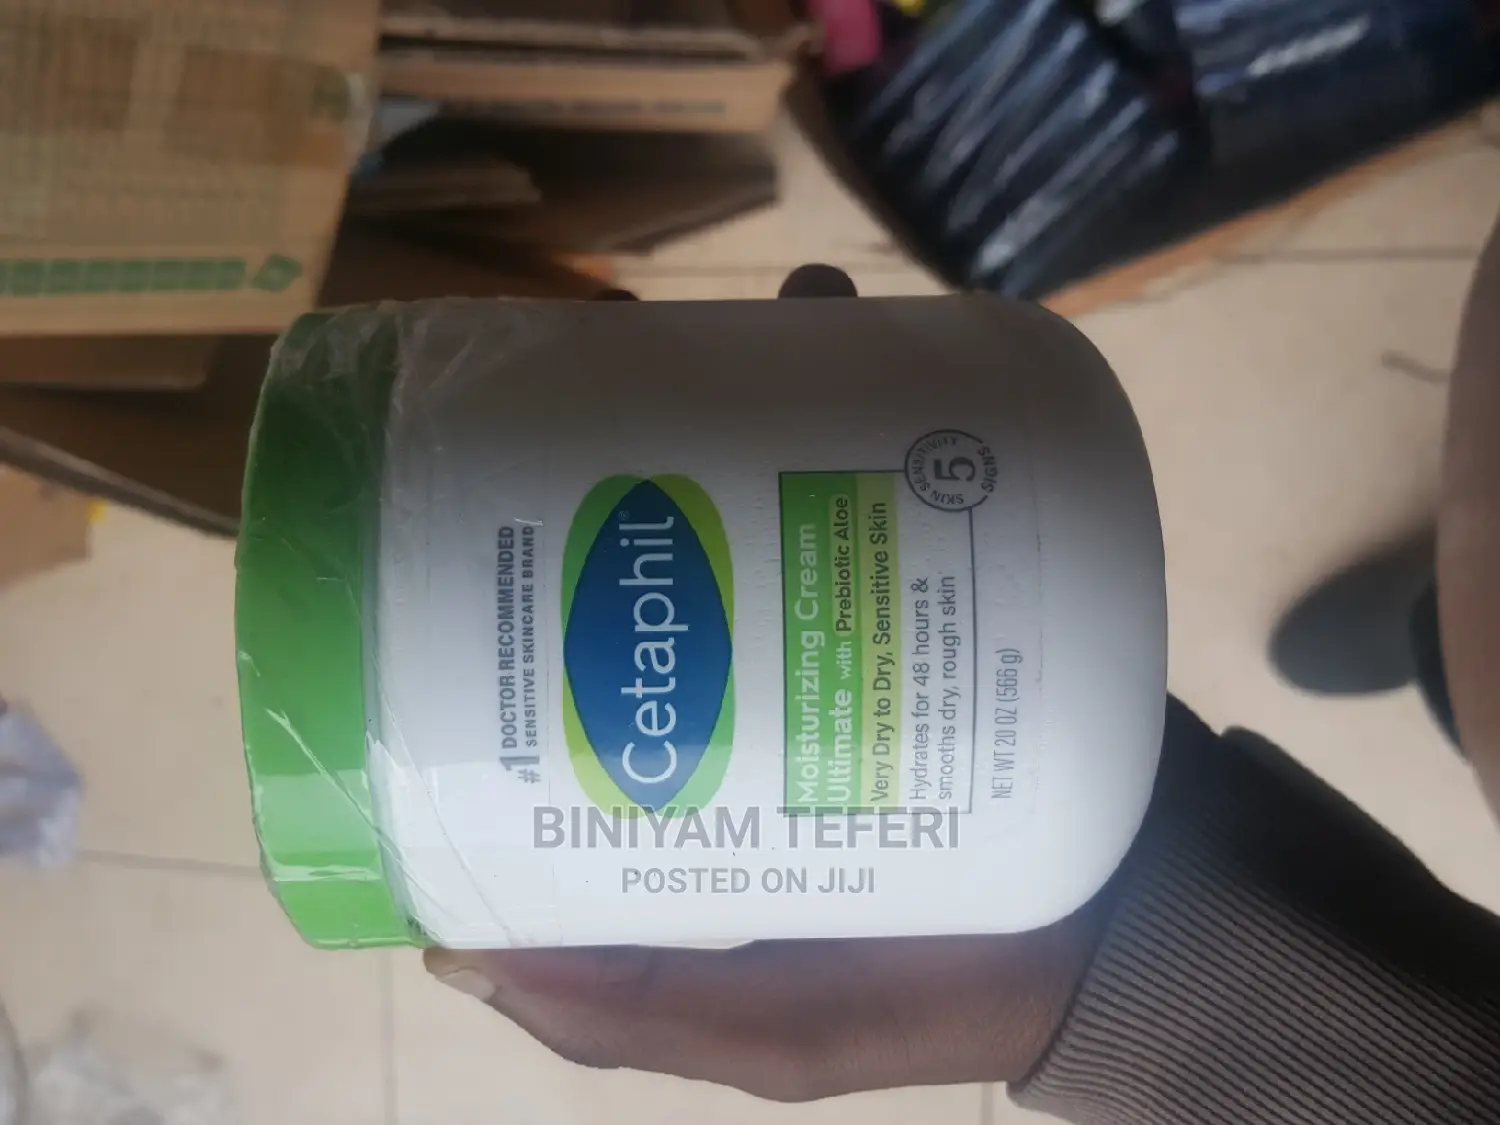 #1 DOCTOR RECOMMENDED
SENSITIVE SKINCARE BRAND
Cetaphil®
Moisturizing Cream
Ultimate with Prebiotic Aloe
Very Dry to Dry, Sensitive Skin
Hydrates for 48 hours &
smooths dry, rough skin
5 SIGNS
SKIN SENSITIVITY
NET WT 20 OZ (566 g)
BINIYAM TEFERI
POSTED ON JIJI